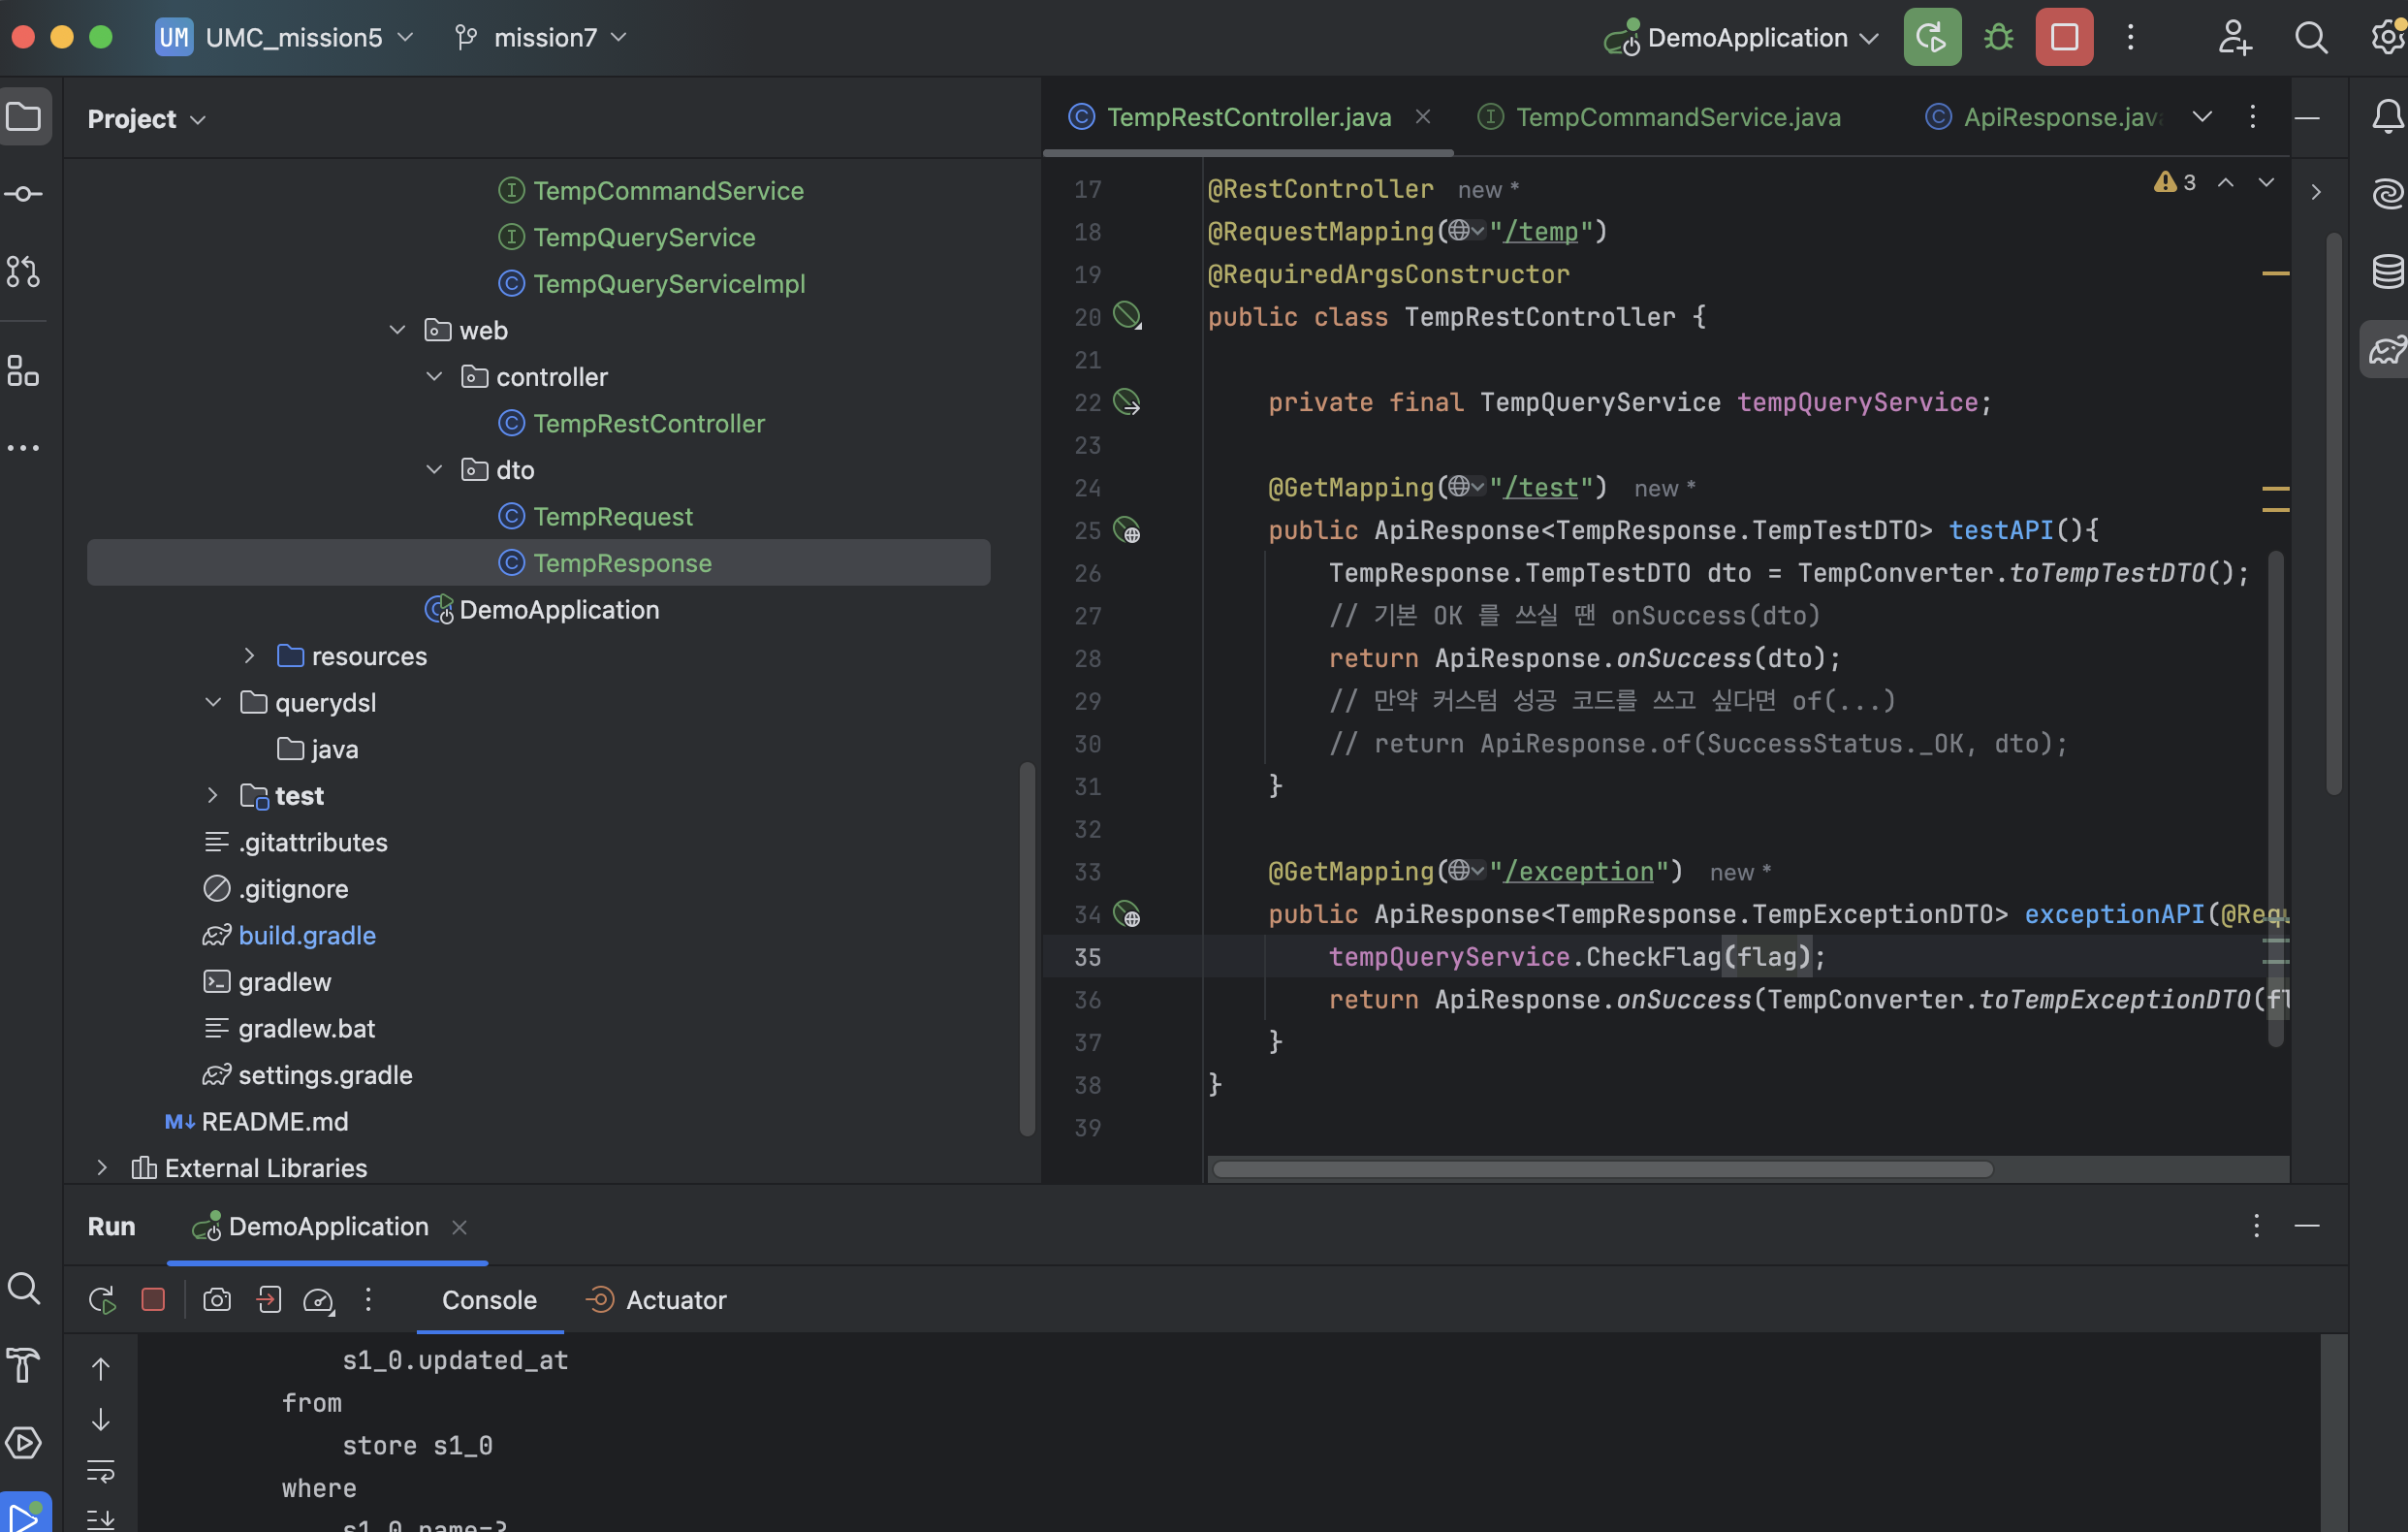 UM UMC_mission5 mission7 DemoApplication
Project
TempCommandService
TempQueryService
TempQueryServiceImpl
web
controller
TempRestController
dto
TempRequest
TempResponse
DemoApplication
resources
querydsl
java
test
.gitattributes
.gitignore
build.gradle
gradlew
gradlew.bat
settings.gradle
M↓ README.md
External Libraries
TempRestController.java TempCommandService.java ApiResponse.java
3
17 @RestController new *
18 @RequestMapping("/temp")
19 @RequiredArgsConstructor
20 public class TempRestController {
21
22 private final TempQueryService tempQueryService;
23
24 @GetMapping("/test") new *
25 public ApiResponse<TempResponse.TempTestDTO> testAPI(){
26 TempResponse.TempTestDTO dto = TempConverter.toTempTestDTO();
27 // 기본 OK 를 쓰실 땐 onSuccess(dto)
28 return ApiResponse.onSuccess(dto);
29 // 만약 커스텀 성공 코드를 쓰고 싶다면 of(...)
30 // return ApiResponse.of(SuccessStatus._OK, dto);
31 }
32
33 @GetMapping("/exception") new *
34 public ApiResponse<TempResponse.TempExceptionDTO> exceptionAPI(@Requ
35 tempQueryService.CheckFlag(flag);
36 return ApiResponse.onSuccess(TempConverter.toTempExceptionDTO(fl
37 }
38 }
39
Run DemoApplication
Console Actuator
s1_0.updated_at
from
store s1_0
where
s1_0.name=?